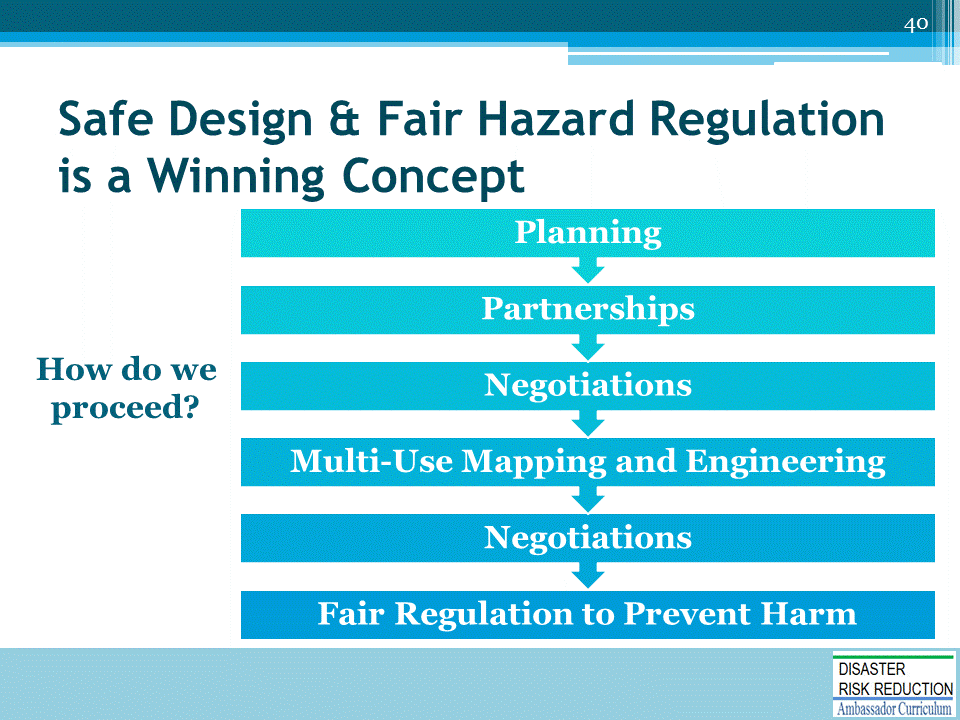 40
Safe Design & Fair Hazard Regulation
is a Winning Concept
How do we
proceed?
Planning
Partnerships
Negotiations
Multi-Use Mapping and Engineering
Negotiations
Fair Regulation to Prevent Harm
DISASTER
RISK REDUCTION
Ambassador Curriculum